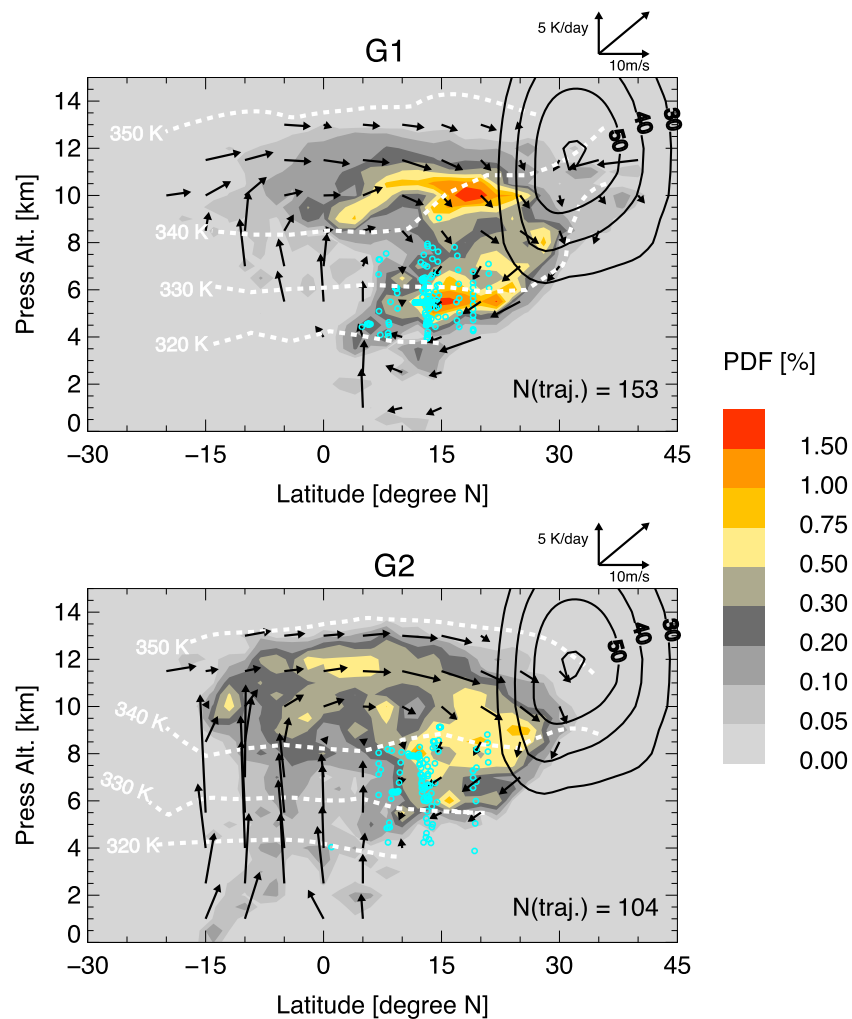 5 K/day
10m/s
G1
Press Alt. [km]
14
12
10
8
6
4
2
0
350 K
340 K
330 K
320 K
50
40
30
N(traj.) = 153
−30
−15
0
15
30
45
Latitude [degree N]
PDF [%]
1.50
1.00
0.75
0.50
0.30
0.20
0.10
0.05
0.00
5 K/day
10m/s
G2
Press Alt. [km]
14
12
10
8
6
4
2
0
350 K
340 K
330 K
320 K
50
40
30
N(traj.) = 104
−30
−15
0
15
30
45
Latitude [degree N]